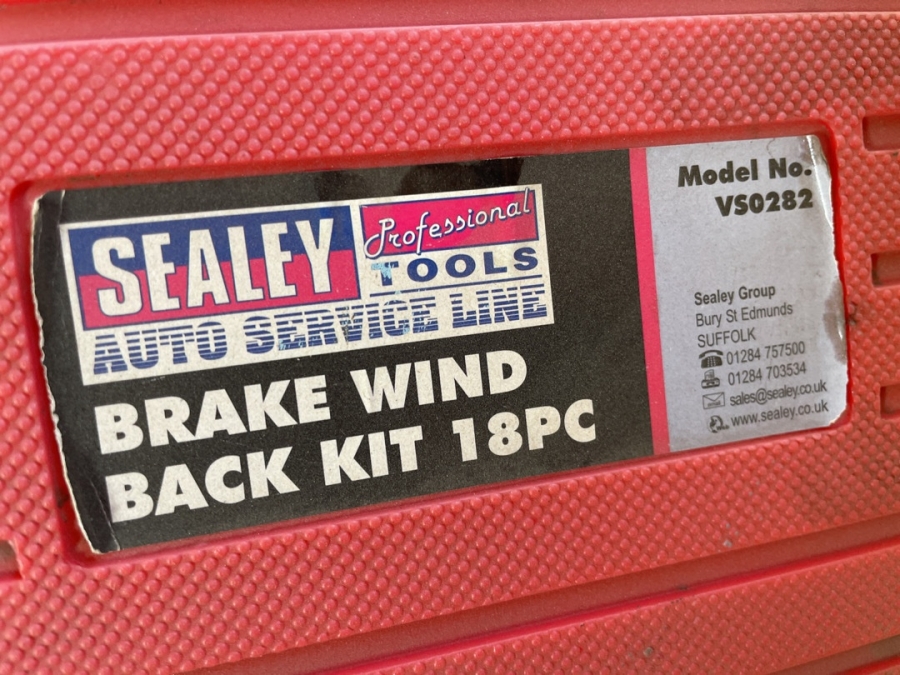 SEALEY
Professional
TOOLS
AUTO SERVICE LINE
BRAKE WIND
BACK KIT 18PC
Model No.
VS0282
Sealey Group
Bury St Edmunds
SUFFOLK
01284 757500
01284 703534
sales@sealey.co.uk
www.sealey.co.uk